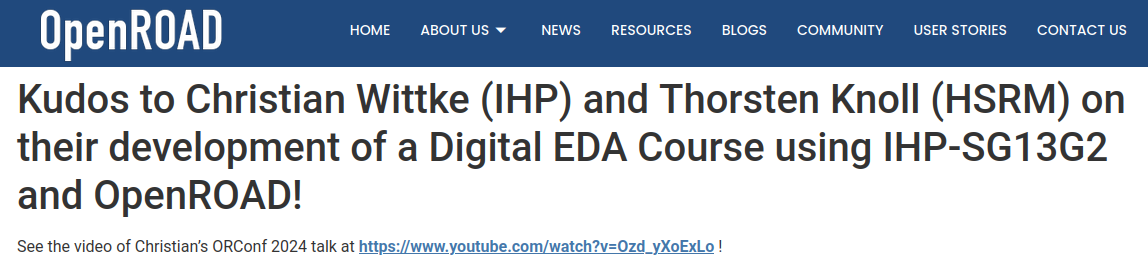 OpenROAD
HOME ABOUT US NEWS RESOURCES BLOGS COMMUNITY USER STORIES CONTACT US
Kudos to Christian Wittke (IHP) and Thorsten Knoll (HSRM) on
their development of a Digital EDA Course using IHP-SG13G2
and OpenROAD!
See the video of Christian’s ORConf 2024 talk at https://www.youtube.com/watch?v=Ozd_yXoExLo !